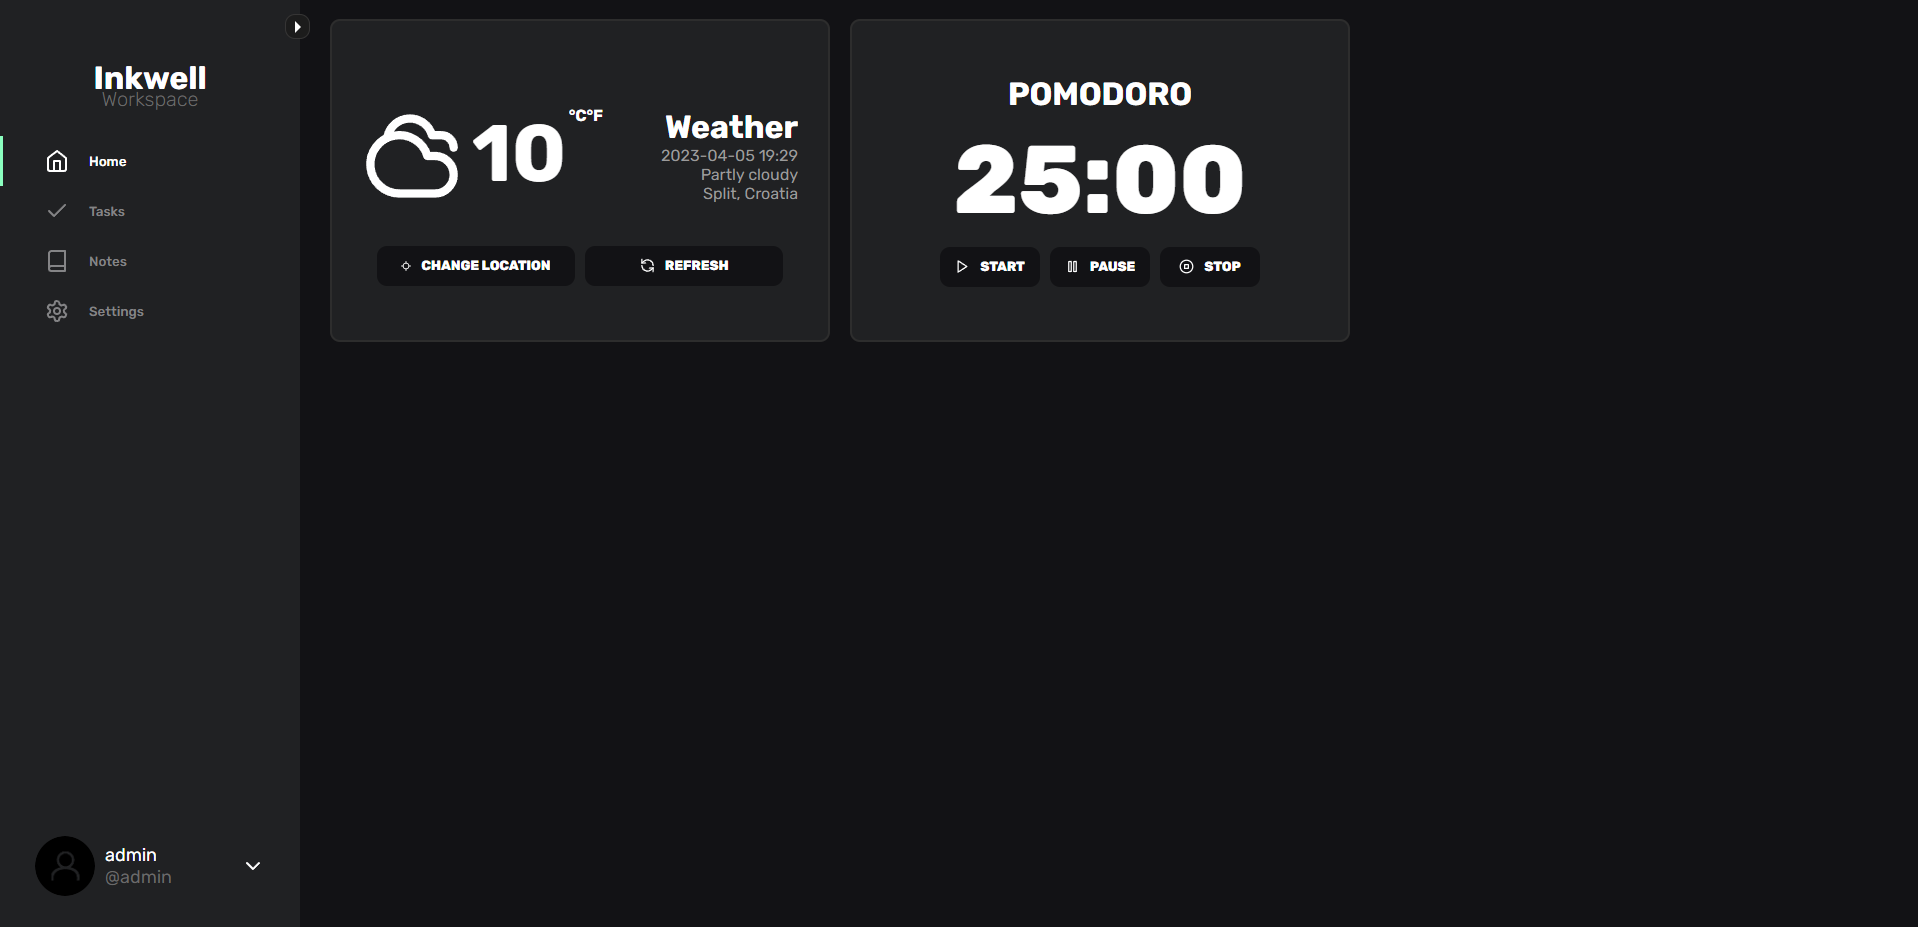 Inkwell
Workspace
Home
Tasks
Notes
Settings
admin
@admin
10 °C°F
Weather
2023-04-05 19:29
Partly cloudy
Split, Croatia
CHANGE LOCATION
REFRESH
POMODORO
25:00
START
PAUSE
STOP